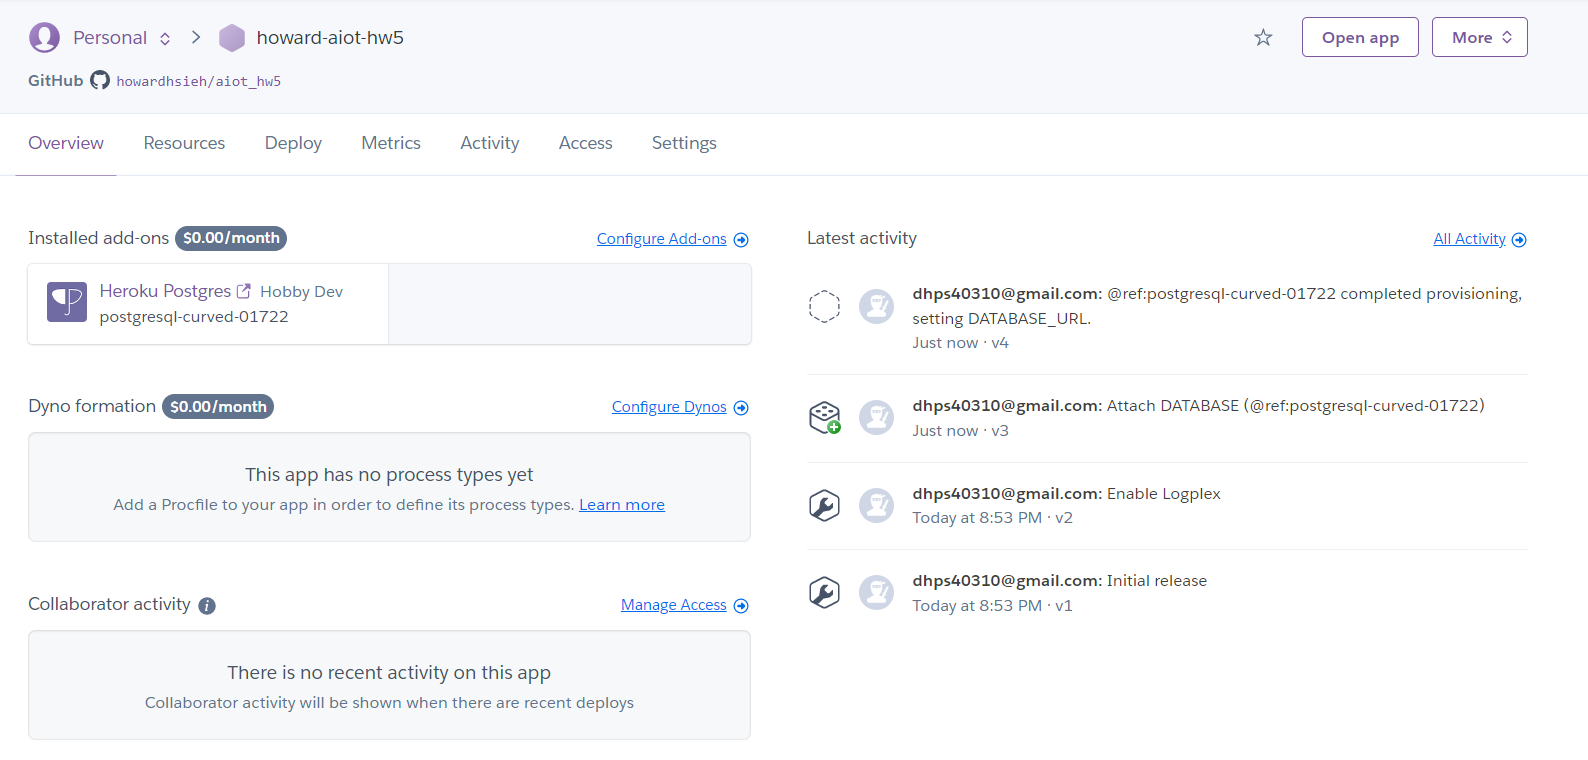 Personal howard-aiot-hw5 Open app More
GitHub howardhsieh/aiot_hw5
Overview Resources Deploy Metrics Activity Access Settings
Installed add-ons $0.00/month Configure Add-ons
Heroku Postgres Hobby Dev
postgresql-curved-01722
Dyno formation $0.00/month Configure Dynos
This app has no process types yet
Add a Procfile to your app in order to define its process types. Learn more
Collaborator activity i Manage Access
There is no recent activity on this app
Collaborator activity will be shown when there are recent deploys
Latest activity All Activity
dhps40310@gmail.com: @ref:postgresql-curved-01722 completed provisioning,
setting DATABASE_URL.
Just now · v4
dhps40310@gmail.com: Attach DATABASE (@ref:postgresql-curved-01722)
Just now · v3
dhps40310@gmail.com: Enable Logplex
Today at 8:53 PM · v2
dhps40310@gmail.com: Initial release
Today at 8:53 PM · v1